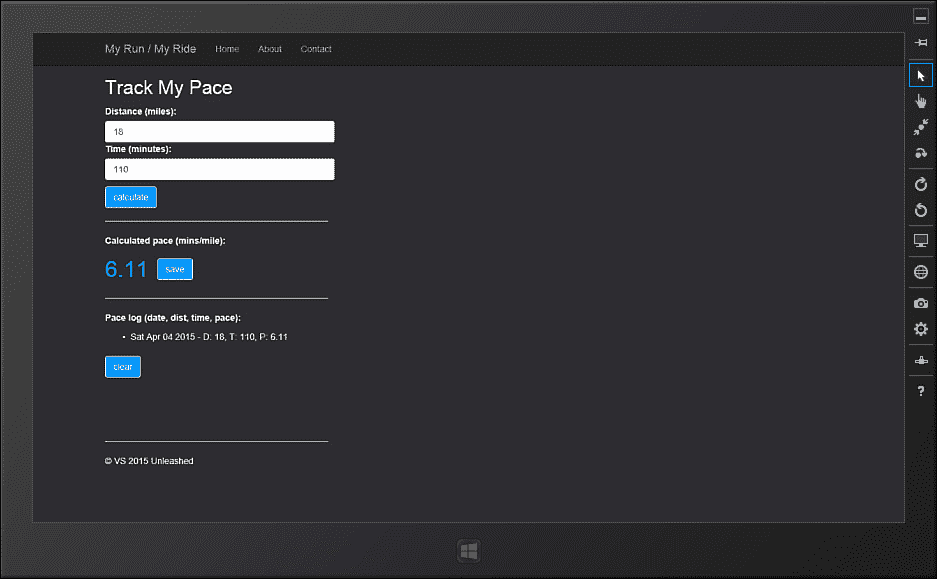 My Run / My Ride Home About Contact
Track My Pace
Distance (miles):
18
Time (minutes):
110
calculate
Calculated pace (mins/mile):
6.11 save
Pace log (date, dist, time, pace):
• Sat Apr 04 2015 - D: 18, T: 110, P: 6.11
clear
© VS 2015 Unleashed
?